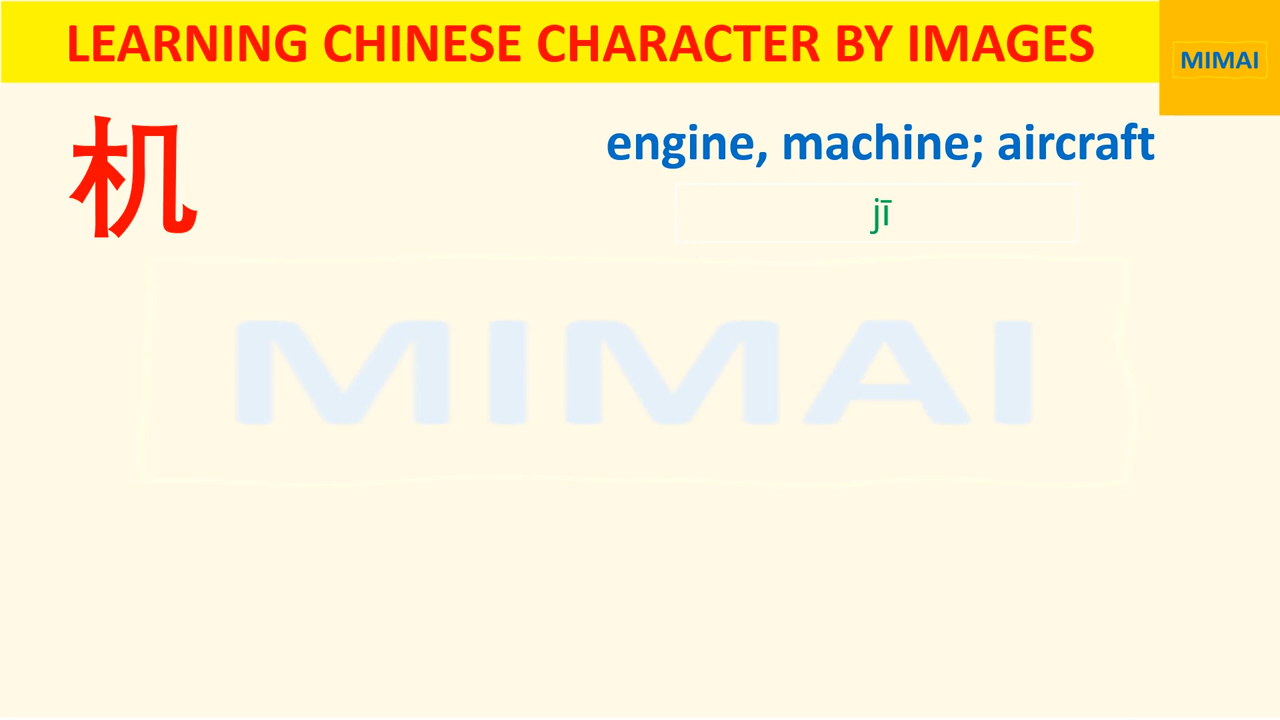 LEARNING CHINESE CHARACTER BY IMAGES
MIMAI
机
engine, machine; aircraft
jī
MIMAI